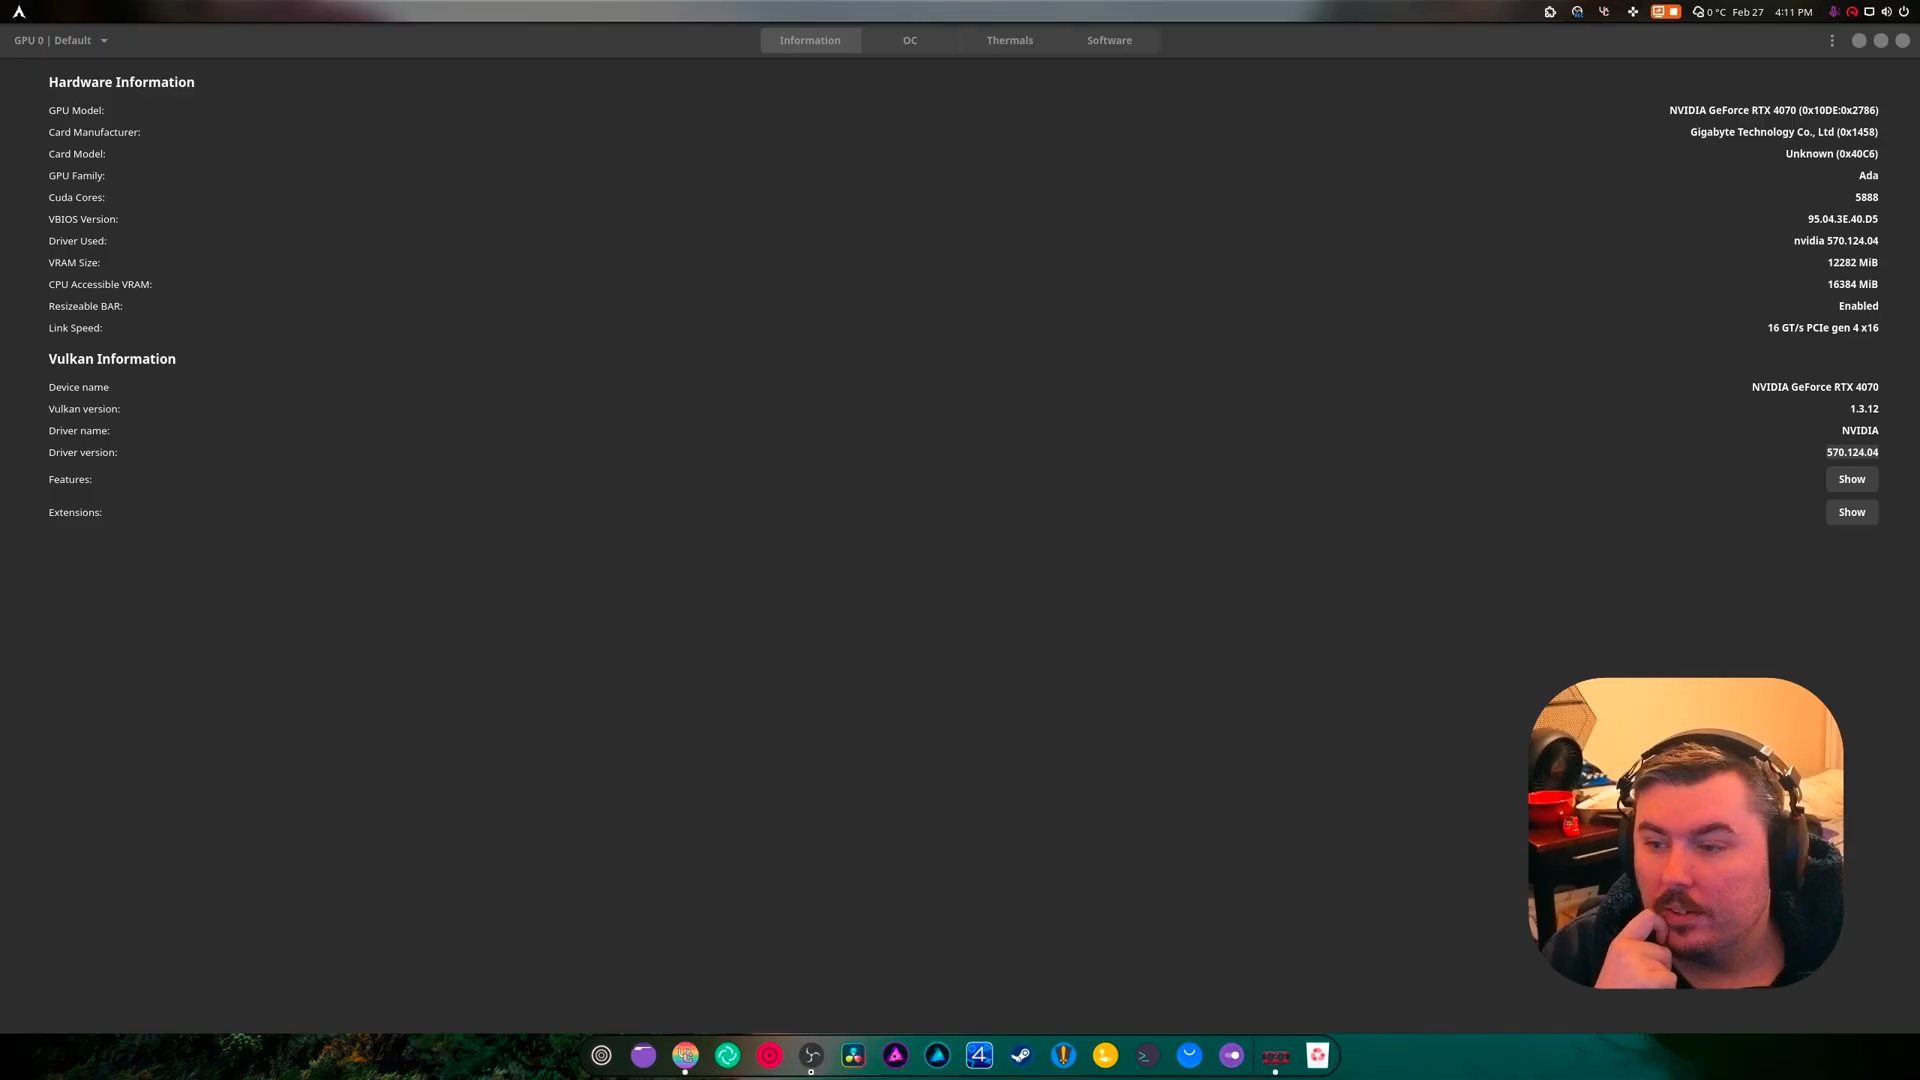 0 °C Feb 27 4:11 PM
GPU 0 | Default
Information
OC
Thermals
Software
Hardware Information
GPU Model: NVIDIA GeForce RTX 4070 (0x10DE:0x2786)
Card Manufacturer: Gigabyte Technology Co., Ltd (0x1458)
Card Model: Unknown (0x40C6)
GPU Family: Ada
Cuda Cores: 5888
VBIOS Version: 95.04.3E.40.D5
Driver Used: nvidia 570.124.04
VRAM Size: 12282 MiB
CPU Accessible VRAM: 16384 MiB
Resizeable BAR: Enabled
Link Speed: 16 GT/s PCIe gen 4 x16
Vulkan Information
Device name NVIDIA GeForce RTX 4070
Vulkan version: 1.3.12
Driver name: NVIDIA
Driver version: 570.124.04
Features: Show
Extensions: Show
4